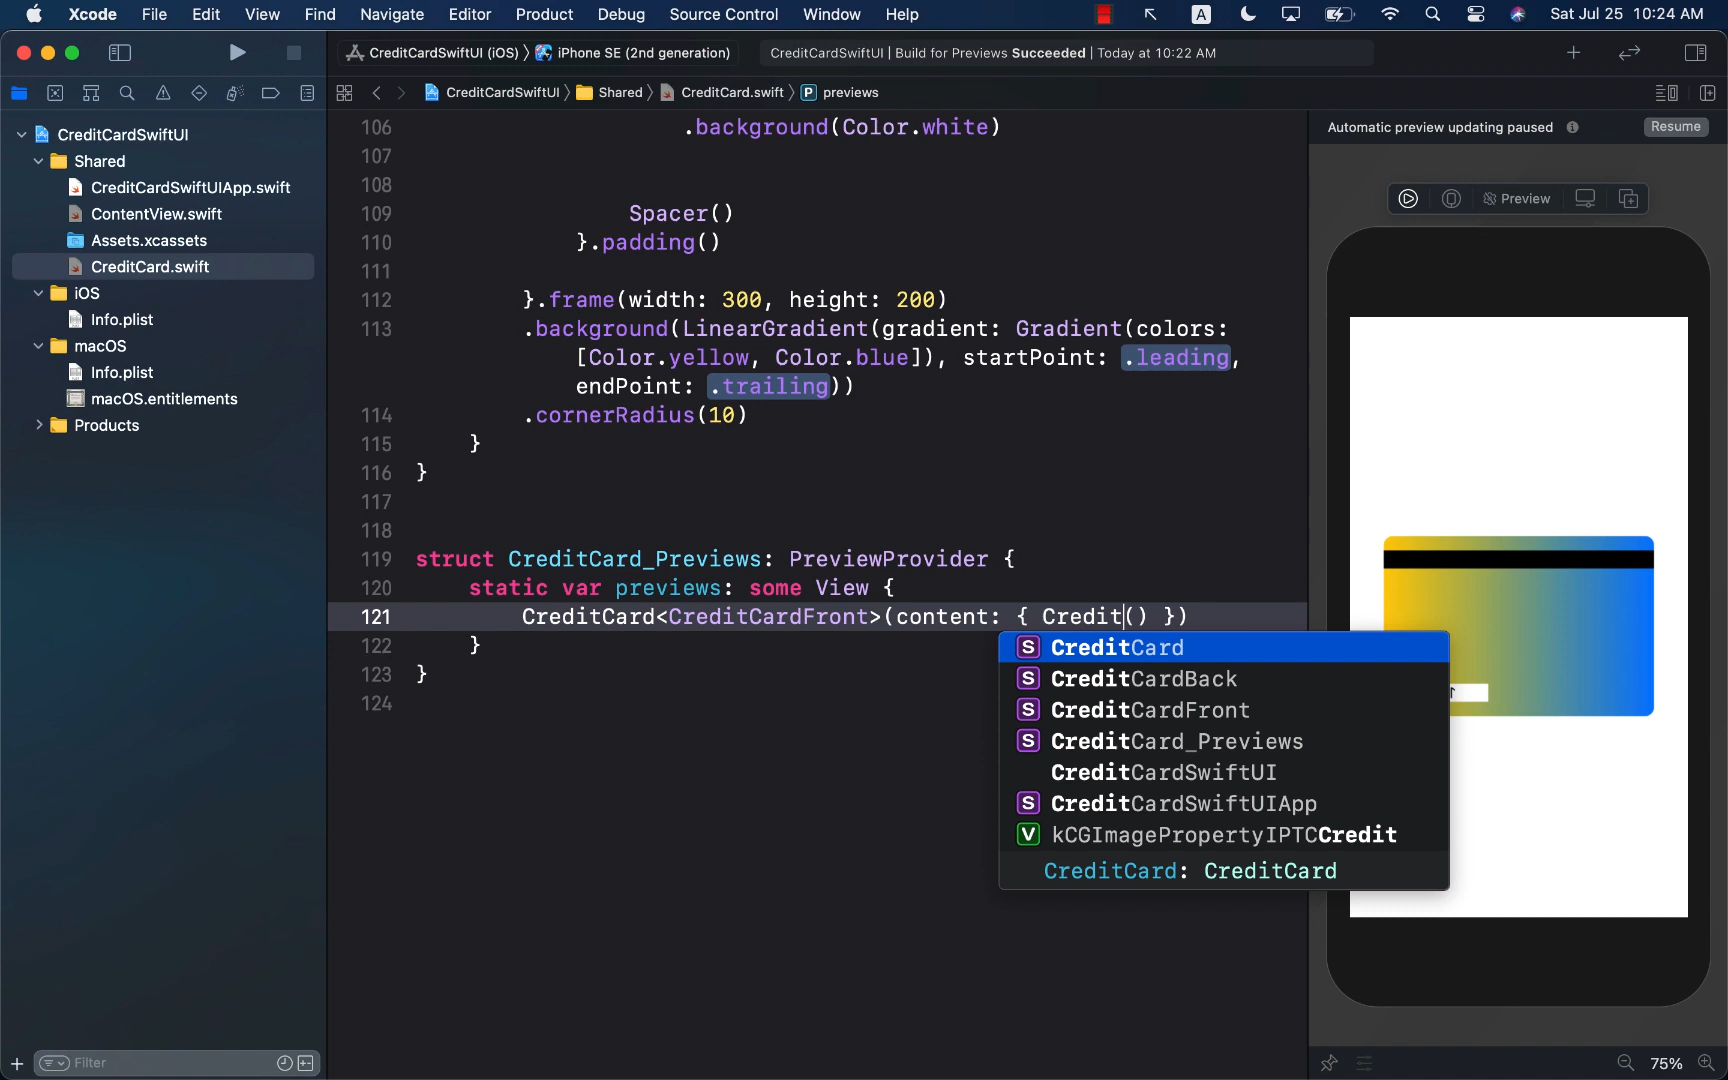 Xcode File Edit View Find Navigate Editor Product Debug Source Control Window Help A Sat Jul 25 10:24 AM
CreditCardSwiftUI (iOS) 〉 iPhone SE (2nd generation) CreditCardSwiftUI | Build for Previews Succeeded | Today at 10:22 AM
CreditCardSwiftUI 〉 Shared 〉 CreditCard.swift 〉 P previews
CreditCardSwiftUI
Shared
CreditCardSwiftUIApp.swift
ContentView.swift
Assets.xcassets
CreditCard.swift
iOS
Info.plist
macOS
Info.plist
macOS.entitlements
Products
Filter
106 .background(Color.white)
107
108
109 Spacer()
110 }.padding()
111
112 }.frame(width: 300, height: 200)
113 .background(LinearGradient(gradient: Gradient(colors:
[Color.yellow, Color.blue]), startPoint: .leading,
endPoint: .trailing))
114 .cornerRadius(10)
115 }
116 }
117
118
119 struct CreditCard_Previews: PreviewProvider {
120 static var previews: some View {
121 CreditCard<CreditCardFront>(content: { Credit() })
122 }
123 }
124
S CreditCard
S CreditCardBack
S CreditCardFront
S CreditCard_Previews
CreditCardSwiftUI
S CreditCardSwiftUIApp
V kCGImagePropertyIPTCCredit
CreditCard: CreditCard
Automatic preview updating paused Resume
Preview
75%